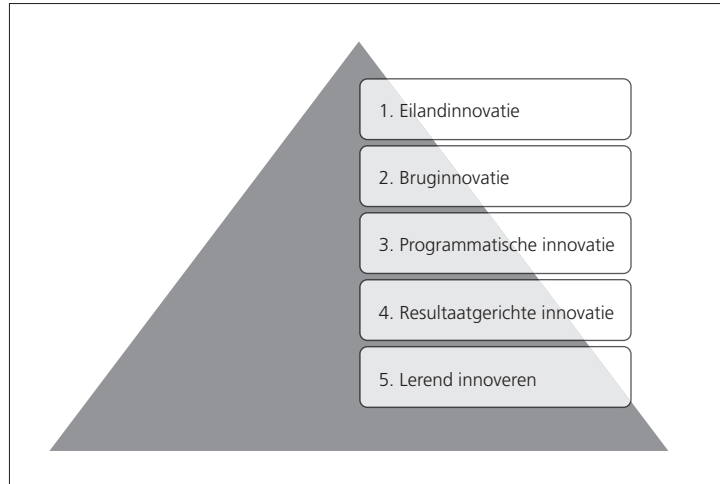 1. Eilandinnovatie
2. Bruginnovatie
3. Programmatische innovatie
4. Resultaatgerichte innovatie
5. Lerend innoveren